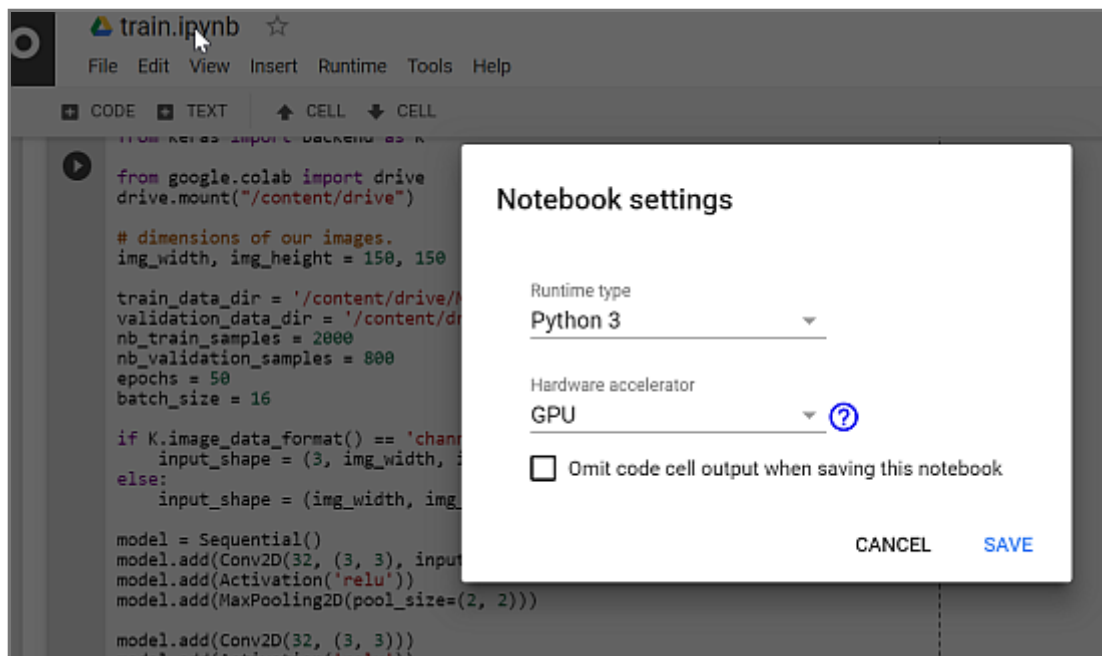 train.ipynb
File Edit View Insert Runtime Tools Help
CODE TEXT CELL CELL
from keras import backend as K
from google.colab import drive
drive.mount("/content/drive")
# dimensions of our images.
img_width, img_height = 150, 150
train_data_dir = '/content/drive/
validation_data_dir = '/content/
nb_train_samples = 2000
nb_validation_samples = 800
epochs = 50
batch_size = 16
if K.image_data_format() == 'chann
input_shape = (3, img_width,
else:
input_shape = (img_width, img_
model = Sequential()
model.add(Conv2D(32, (3, 3), input
model.add(Activation('relu'))
model.add(MaxPooling2D(pool_size=(2, 2)))
model.add(Conv2D(32, (3, 3)))
Notebook settings
Runtime type
Python 3
Hardware accelerator
GPU ?
Omit code cell output when saving this notebook
CANCEL SAVE